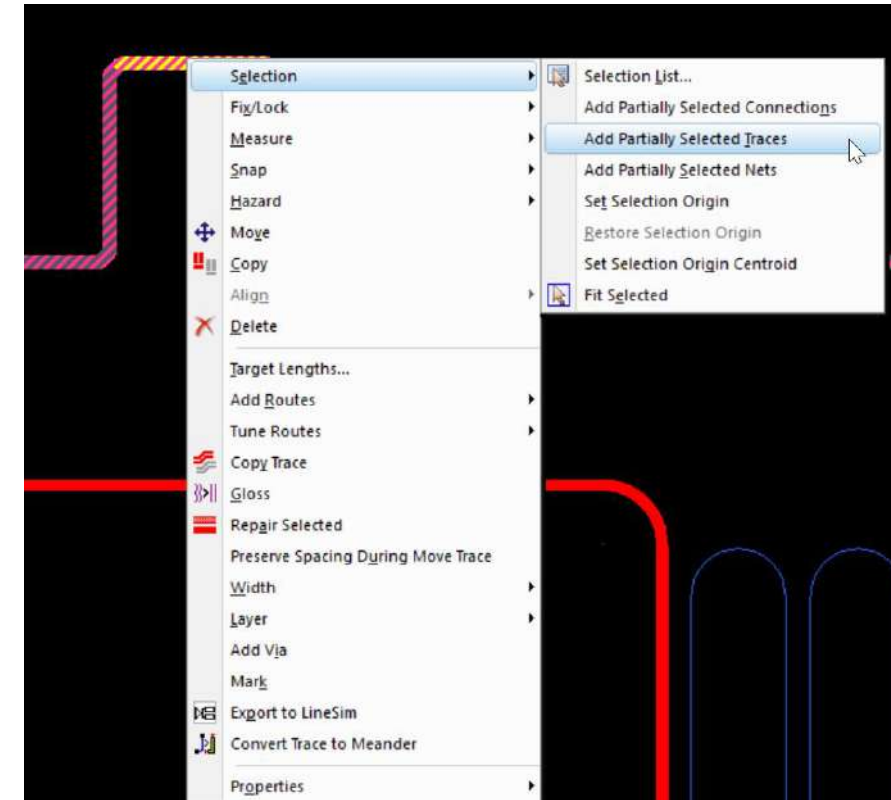 Selection
Fix/Lock
Measure
Snap
Hazard
Move
Copy
Align
Delete
Target Lengths...
Add Routes
Tune Routes
Copy Trace
Gloss
Repair Selected
Preserve Spacing During Move Trace
Width
Layer
Add Via
Mark
Export to LineSim
Convert Trace to Meander
Properties
Selection List...
Add Partially Selected Connections
Add Partially Selected Traces
Add Partially Selected Nets
Set Selection Origin
Restore Selection Origin
Set Selection Origin Centroid
Fit Selected